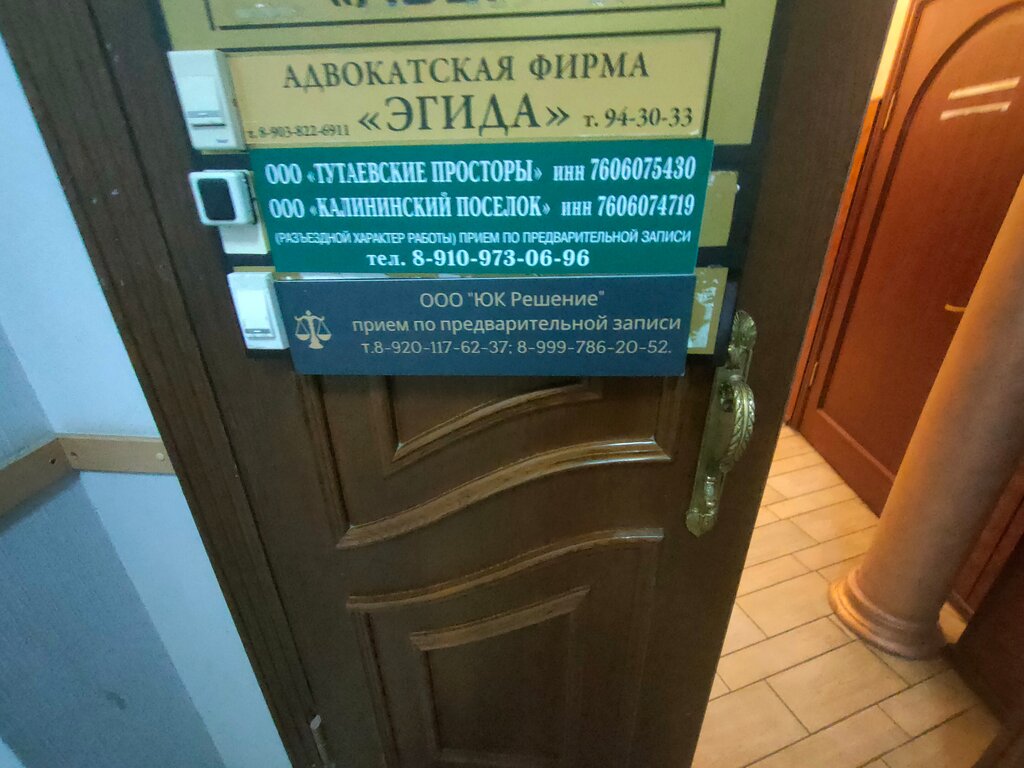 АДВОКАТСКАЯ ФИРМА
т. 8-903-822-6911 «ЭГИДА» т. 94-30-33
ООО «ТУТАЕВСКИЕ ПРОСТОРЫ» ИНН 7606075430
ООО «КАЛИНИНСКИЙ ПОСЕЛОК» ИНН 7606074719
(РАЗЪЕЗДНОЙ ХАРАКТЕР РАБОТЫ) ПРИЕМ ПО ПРЕДВАРИТЕЛЬНОЙ ЗАПИСИ
тел. 8-910-973-06-96
ООО "ЮК Решение"
прием по предварительной записи
т.8-920-117-62-37; 8-999-786-20-52.